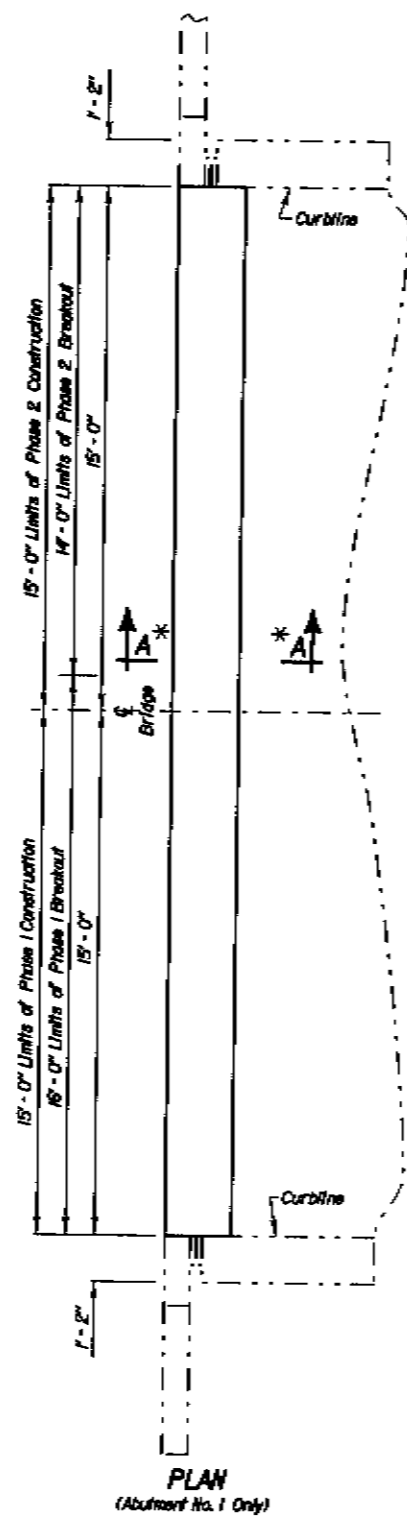 1'-2"
Curbline
15'-0" Limits of Phase 2 Construction
14'-0" Limits of Phase 2 Breakout
15'-0"
A*
*A
℄
Bridge
15'-0" Limits of Phase 1 Construction
16'-0" Limits of Phase 1 Breakout
15'-0"
Curbline
1'-2"
PLAN
(Abutment No. 1 Only)